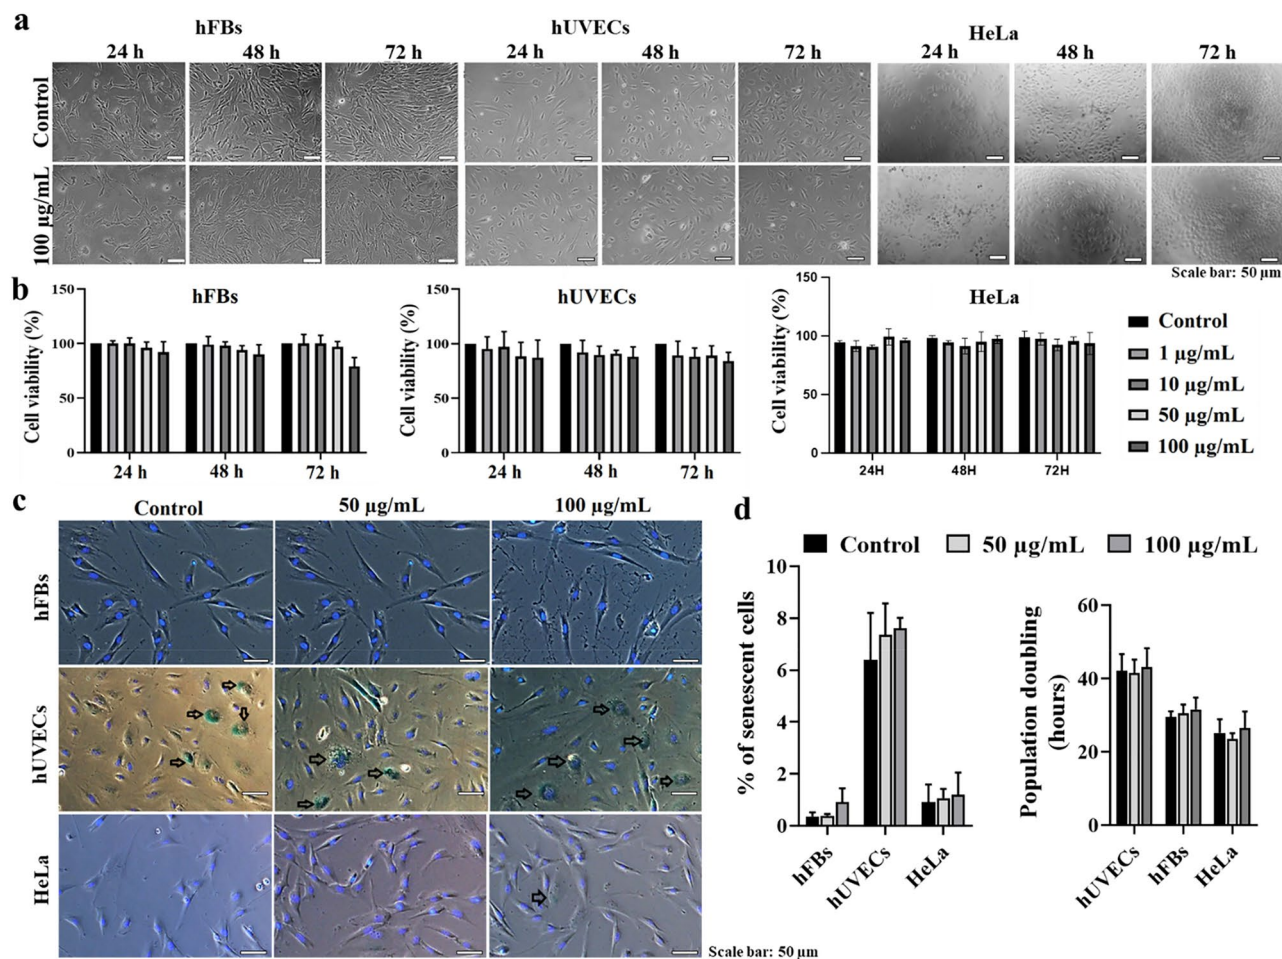 a
hFBs
hUVECs
HeLa
24 h 48 h 72 h 24 h 48 h 72 h 24 h 48 h 72 h
Control
100 µg/mL
Scale bar: 50 µm
b
hFBs
Cell viability (%)
150
100
50
0
24 h 48 h 72 h
hUVECs
Cell viability (%)
150
100
50
0
24 h 48 h 72 h
HeLa
Cell viability (%)
150
100
50
0
24H 48H 72H
Control
1 µg/mL
10 µg/mL
50 µg/mL
100 µg/mL
c
Control 50 µg/mL 100 µg/mL
hFBs
hUVECs
HeLa
Scale bar: 50 µm
d
Control 50 µg/mL 100 µg/mL
% of senescent cells
10
8
6
4
2
0
hFBs hUVECs HeLa
Population doubling
(hours)
60
40
20
0
hUVECs hFBs HeLa